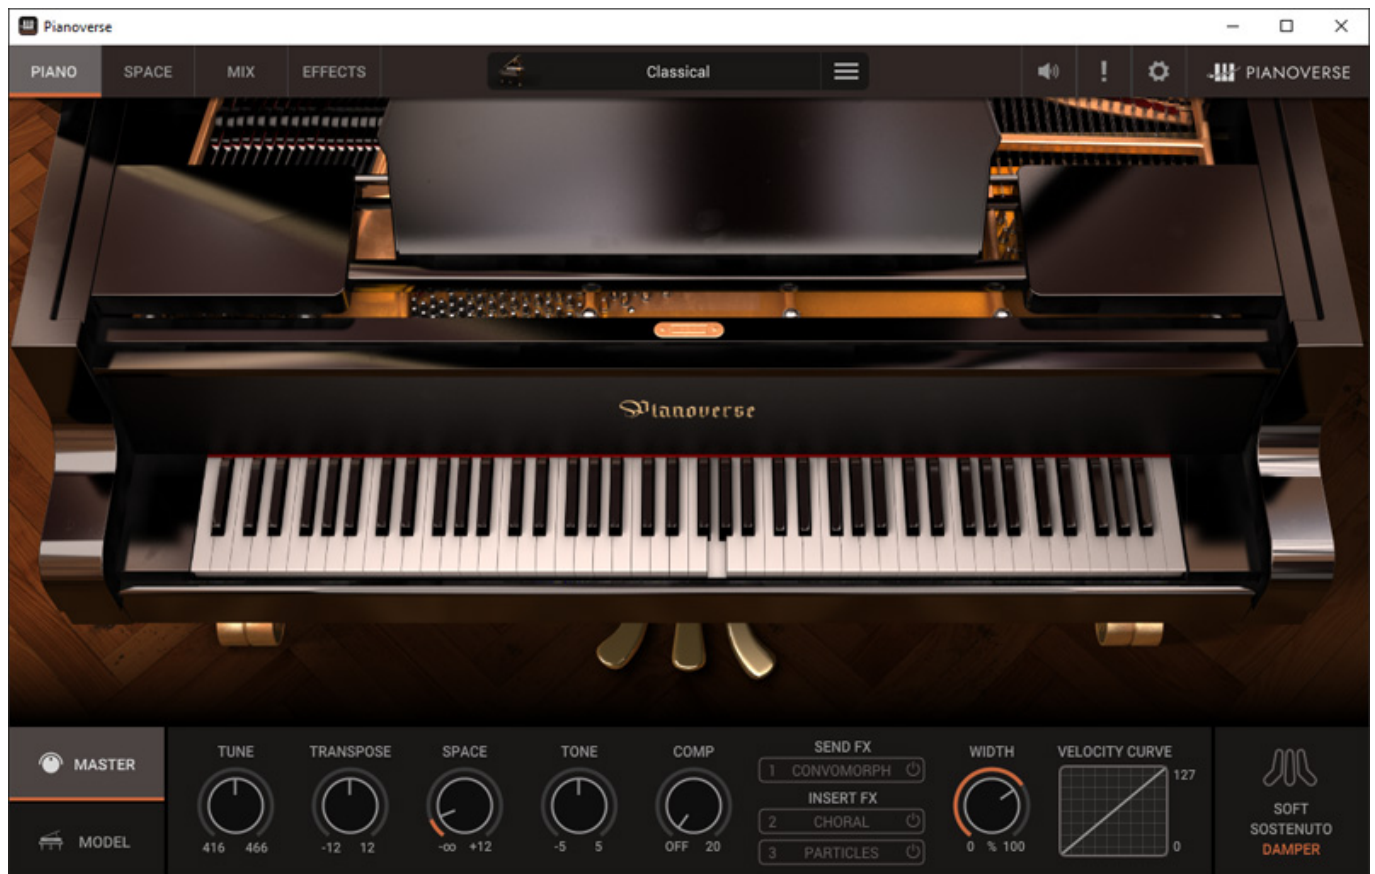 Pianoverse
PIANO SPACE MIX EFFECTS Classical ! PIANOVERSE
Pianoverse
MASTER
MODEL
TUNE
416 466
TRANSPOSE
-12 12
SPACE
-∞ +12
TONE
-5 5
COMP
OFF 20
SEND FX
1 CONVOMORPH
INSERT FX
2 CHORAL
3 PARTICLES
WIDTH
0 % 100
VELOCITY CURVE
127
0
SOFT
SOSTENUTO
DAMPER